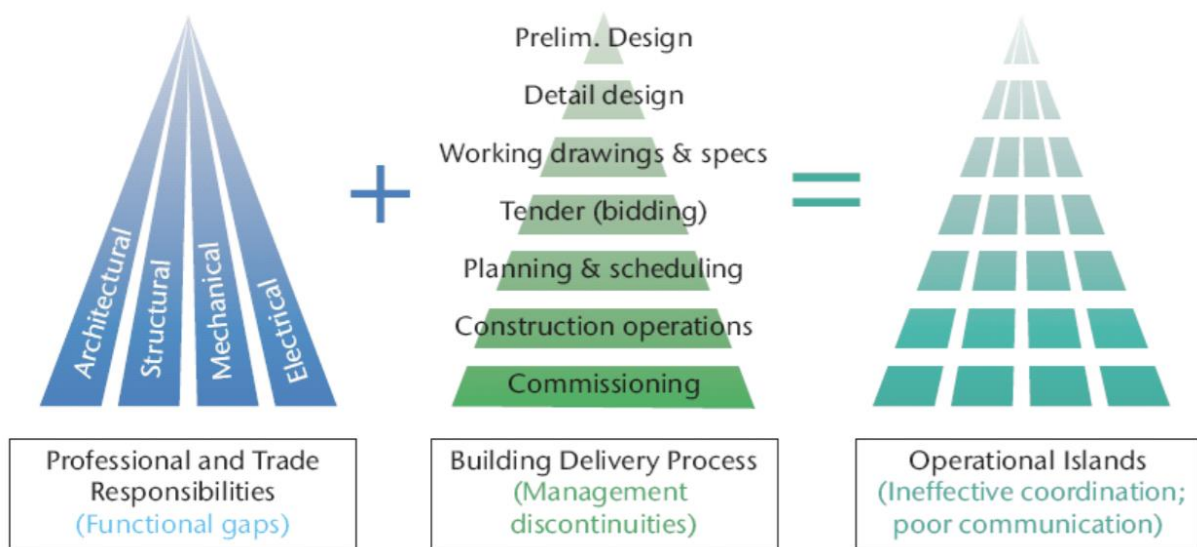 Architectural
Structural
Mechanical
Electrical
+
Prelim. Design
Detail design
Working drawings & specs
Tender (bidding)
Planning & scheduling
Construction operations
Commissioning
=
Professional and Trade
Responsibilities
(Functional gaps)
Building Delivery Process
(Management
discontinuities)
Operational Islands
(Ineffective coordination;
poor communication)